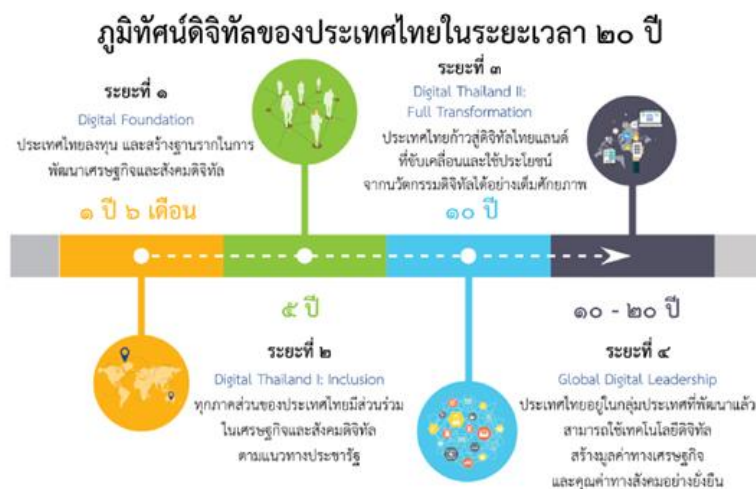 ภูมิทัศน์ดิจิทัลของประเทศไทยในระยะเวลา ๒๐ ปี
ระยะที่ ๑
Digital Foundation
ประเทศไทยลงทุน และสร้างฐานรากในการ
พัฒนาเศรษฐกิจและสังคมดิจิทัล
๑ ปี ๖ เดือน
ระยะที่ ๓
Digital Thailand II:
Full Transformation
ประเทศไทยก้าวสู่ดิจิทัลไทยแลนด์
ที่ขับเคลื่อนและใช้ประโยชน์
จากนวัตกรรมดิจิทัลได้อย่างเต็มศักยภาพ
๑๐ ปี
๕ ปี
ระยะที่ ๒
Digital Thailand I: Inclusion
ทุกภาคส่วนของประเทศไทยมีส่วนร่วม
ในเศรษฐกิจและสังคมดิจิทัล
ตามแนวทางประชารัฐ
๑๐ - ๒๐ ปี
ระยะที่ ๔
Global Digital Leadership
ประเทศไทยอยู่ในกลุ่มประเทศที่พัฒนาแล้ว
สามารถใช้เทคโนโลยีดิจิทัล
สร้างมูลค่าทางเศรษฐกิจ
และคุณค่าทางสังคมอย่างยั่งยืน